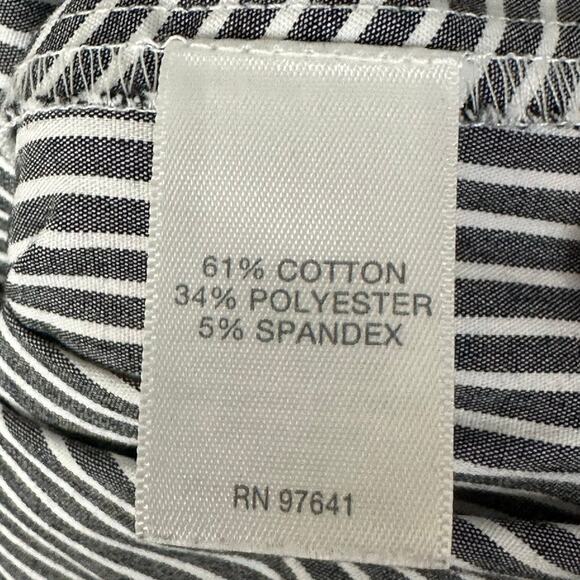 61% COTTON
34% POLYESTER
5% SPANDEX
RN 97641